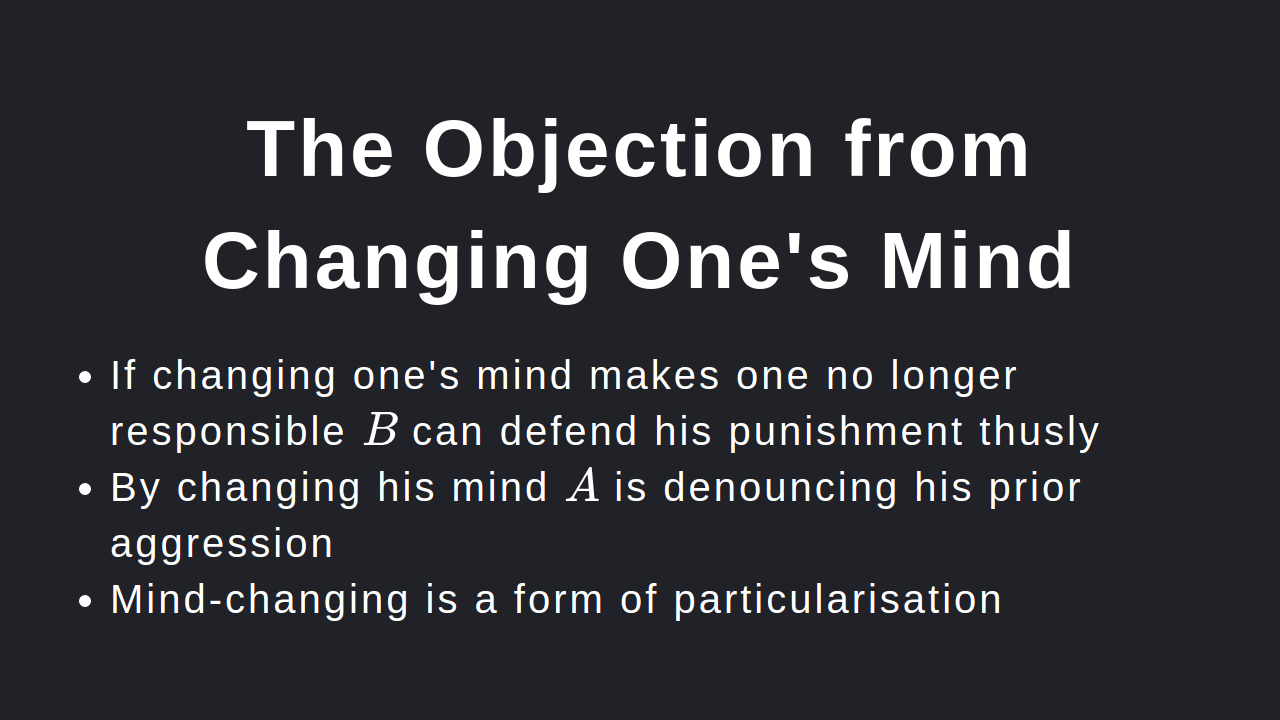 The Objection from
Changing One's Mind
• If changing one's mind makes one no longer
responsible B can defend his punishment thusly
• By changing his mind A is denouncing his prior
aggression
• Mind-changing is a form of particularisation